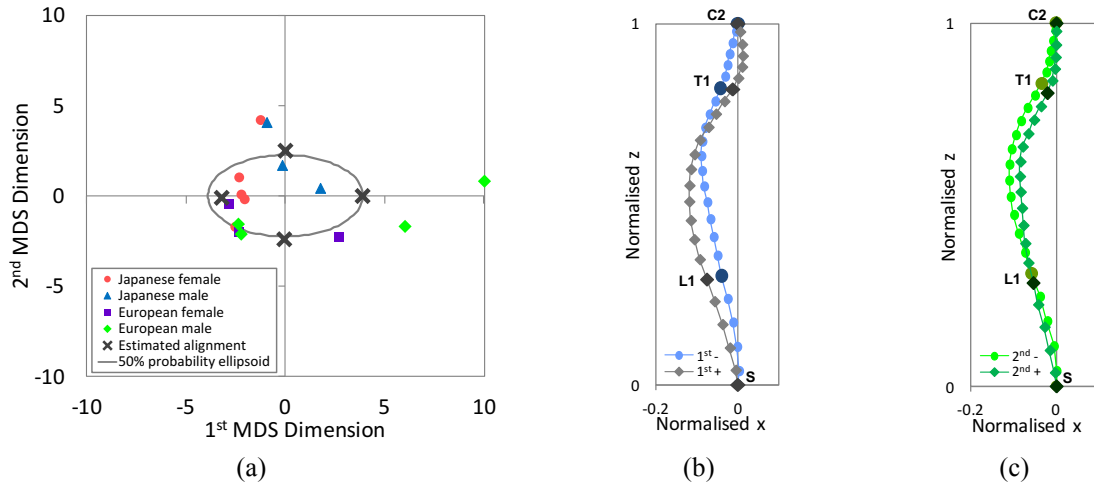 10
5
0
-5
-10
-10
-5
0
5
10
2nd MDS Dimension
1st MDS Dimension
Japanese female
Japanese male
European female
European male
Estimated alignment
50% probability ellipsoid
(a)
C2
1
T1
Normalised z
L1
1st -
1st +
S
0
-0.2
0
Normalised x
(b)
C2
1
T1
Normalised z
L1
2nd -
2nd +
S
0
-0.2
0
Normalised x
(c)